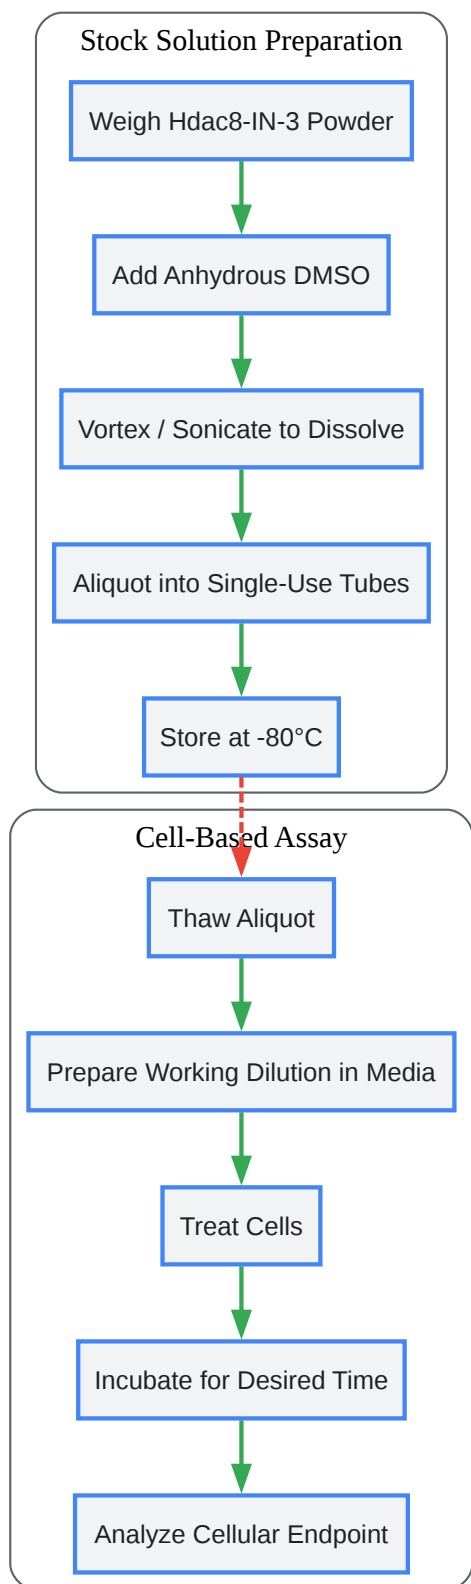 Stock Solution Preparation
Weigh Hdac8-IN-3 Powder
Add Anhydrous DMSO
Vortex / Sonicate to Dissolve
Aliquot into Single-Use Tubes
Store at -80°C
Cell-Based Assay
Thaw Aliquot
Prepare Working Dilution in Media
Treat Cells
Incubate for Desired Time
Analyze Cellular Endpoint